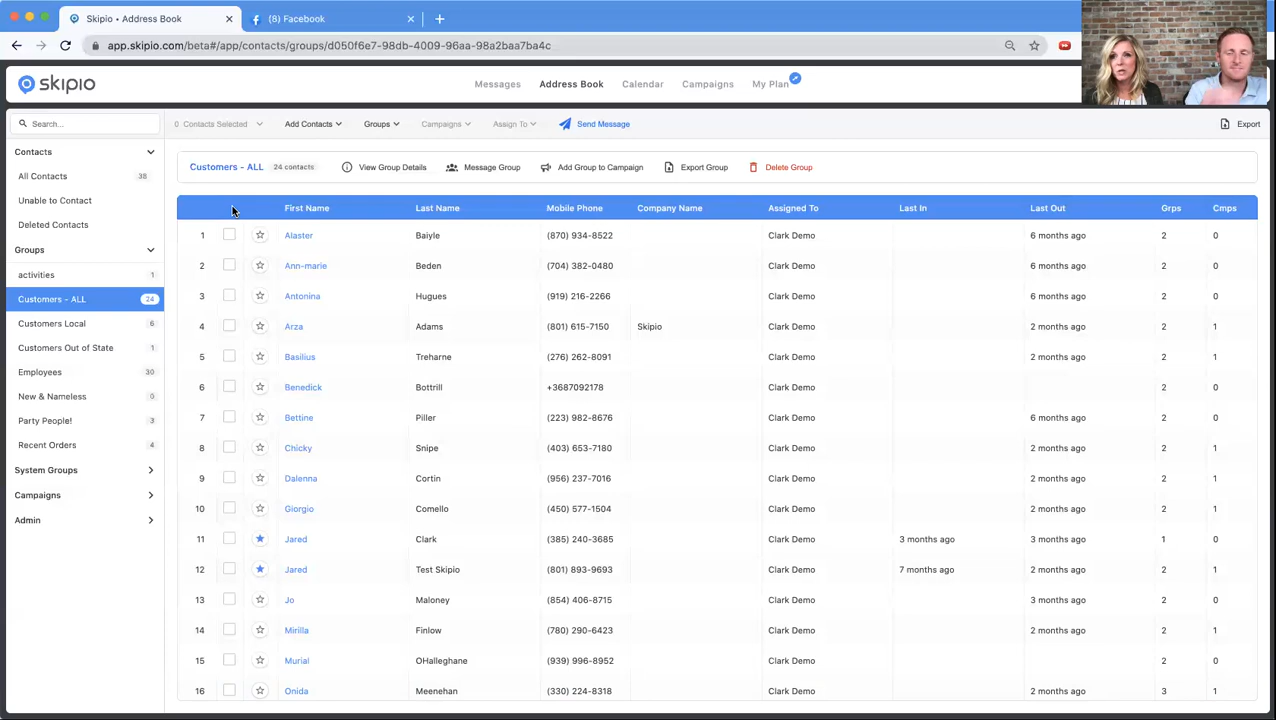 Skipio • Address Book
(8) Facebook
app.skipio.com/beta#/app/contacts/groups/d050f6e7-98db-4009-96aa-98a2baa7ba4c
skipio
Messages Address Book Calendar Campaigns My Plan
Search... 0 Contacts Selected Add Contacts Groups Campaigns Assign To Send Message Export
Contacts
All Contacts 38
Unable to Contact
Deleted Contacts
Groups
activities 1
Customers - ALL 24
Customers Local 6
Customers Out of State 1
Employees 30
New & Nameless 0
Party People! 3
Recent Orders 4
System Groups
Campaigns
Admin
Customers - ALL 24 contacts View Group Details Message Group Add Group to Campaign Export Group Delete Group
First Name Last Name Mobile Phone Company Name Assigned To Last In Last Out Grps Cmps
1 Alaster Baiyle (870) 934-8522 Clark Demo 6 months ago 2 0
2 Ann-marie Beden (704) 382-0480 Clark Demo 6 months ago 2 0
3 Antonina Hugues (919) 216-2266 Clark Demo 6 months ago 2 0
4 Arza Adams (801) 615-7150 Skipio Clark Demo 2 months ago 2 1
5 Basilius Treharne (276) 262-8091 Clark Demo 2 months ago 2 1
6 Benedick Bottrill +3687092178 Clark Demo 2 0
7 Bettine Piller (223) 982-8676 Clark Demo 6 months ago 2 0
8 Chicky Snipe (403) 653-7180 Clark Demo 2 months ago 2 1
9 Dalenna Cortin (956) 237-7016 Clark Demo 2 months ago 2 1
10 Giorgio Comello (450) 577-1504 Clark Demo 2 months ago 2 1
11 Jared Clark (385) 240-3685 Clark Demo 3 months ago 3 months ago 1 0
12 Jared Test Skipio (801) 893-9693 Clark Demo 7 months ago 2 months ago 2 1
13 Jo Maloney (854) 406-8715 Clark Demo 3 months ago 2 0
14 Mirilla Finlow (780) 290-6423 Clark Demo 2 months ago 2 1
15 Murial OHalleghane (939) 996-8952 Clark Demo 2 0
16 Onida Meenehan (330) 224-8318 Clark Demo 2 months ago 3 1